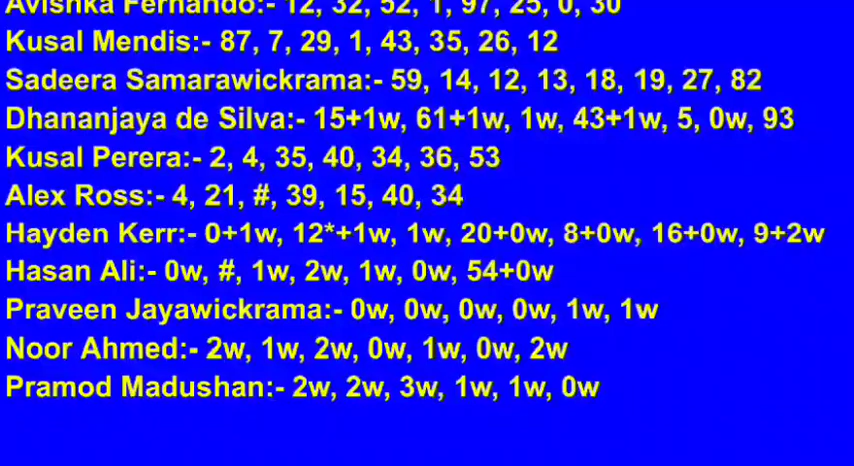 Avishka Fernando:- 12, 32, 52, 1, 97, 25, 0, 30
Kusal Mendis:- 87, 7, 29, 1, 43, 35, 26, 12
Sadeera Samarawickrama:- 59, 14, 12, 13, 18, 19, 27, 82
Dhananjaya de Silva:- 15+1w, 61+1w, 1w, 43+1w, 5, 0w, 93
Kusal Perera:- 2, 4, 35, 40, 34, 36, 53
Alex Ross:- 4, 21, #, 39, 15, 40, 34
Hayden Kerr:- 0+1w, 12*+1w, 1w, 20+0w, 8+0w, 16+0w, 9+2w
Hasan Ali:- 0w, #, 1w, 2w, 1w, 0w, 54+0w
Praveen Jayawickrama:- 0w, 0w, 0w, 0w, 1w, 1w
Noor Ahmed:- 2w, 1w, 2w, 0w, 1w, 0w, 2w
Pramod Madushan:- 2w, 2w, 3w, 1w, 1w, 0w